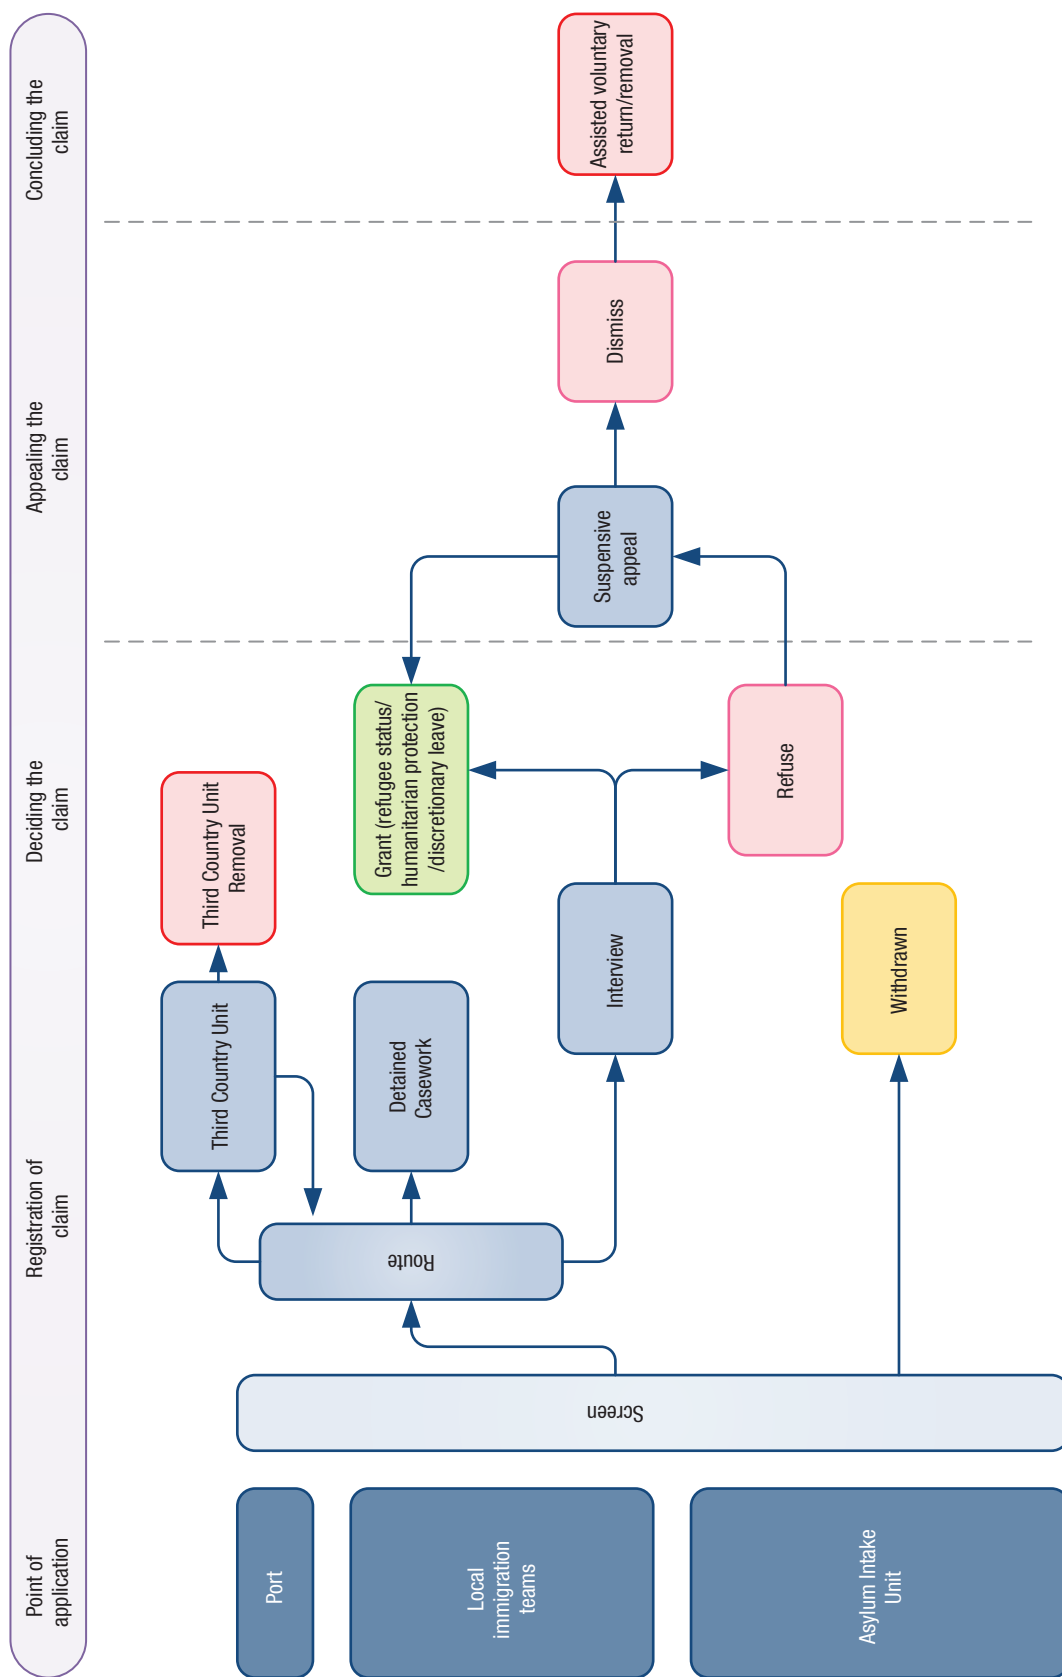 Point of
application
Registration of
claim
Deciding the
claim
Appealing the
claim
Concluding the
claim
Port
Local
immigration
teams
Asylum Intake
Unit
Screen
Route
Third Country Unit
Third Country Unit
Removal
Detained
Casework
Interview
Withdrawn
Grant (refugee status/
humanitarian protection
/discretionary leave)
Refuse
Suspensive
appeal
Dismiss
Assisted voluntary
return/removal